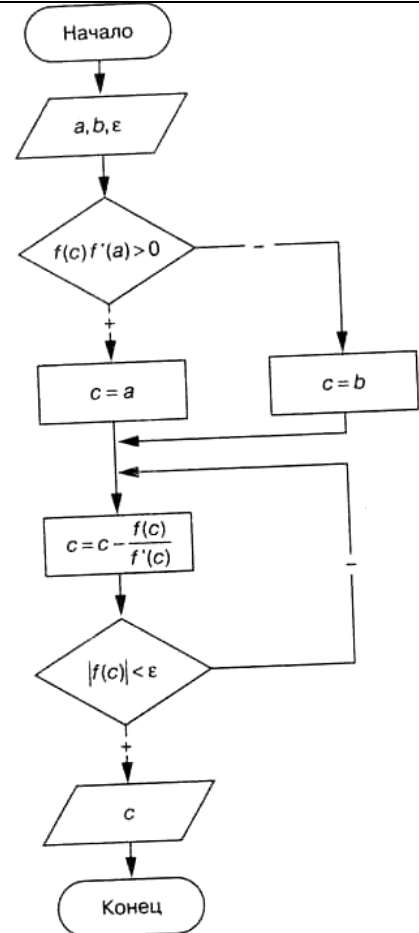 Начало
a, b, ε
f(c) f'(a) > 0
–
+
c = a
c = b
c = c – f(c) / f'(c)
–
|f(c)| < ε
+
c
Конец